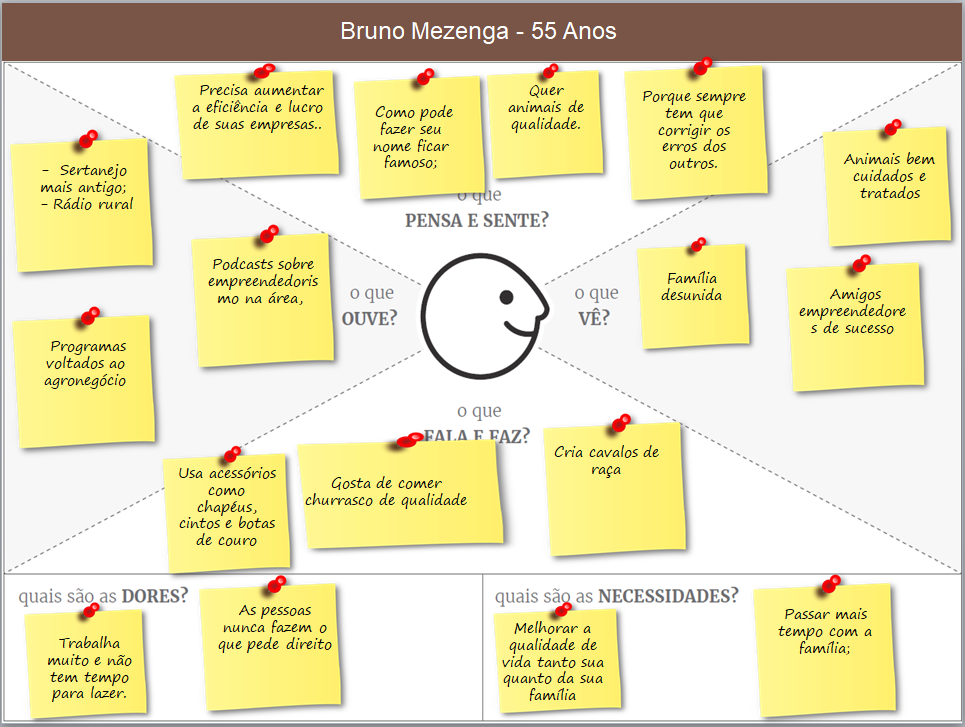 Bruno Mezenga - 55 Anos
Precisa aumentar
a eficiência e lucro
de suas empresas..
Como pode
fazer seu
nome ficar
famoso;
Quer
animais de
qualidade.
Porque sempre
tem que
corrigir os
erros dos
outros.
o que
PENSA E SENTE?
- Sertanejo
mais antigo;
- Rádio rural
Podcasts sobre
empreendedoris
mo na área,
Programas
voltados ao
agronegócio
o que
OUVE?
o que
VÊ?
Animais bem
cuidados e
tratados
Família
desunida
Amigos
empreendedore
s de sucesso
o que
FALA E FAZ?
Usa acessórios
como
chapéus,
cintos e botas
de couro
Gosta de comer
churrasco de qualidade
Cria cavalos de
raça
quais são as DORES?
Trabalha
muito e não
tem tempo
para lazer.
As pessoas
nunca fazem o
que pede direito
quais são as NECESSIDADES?
Melhorar a
qualidade de
vida tanto sua
quanto da sua
família
Passar mais
tempo com a
família;